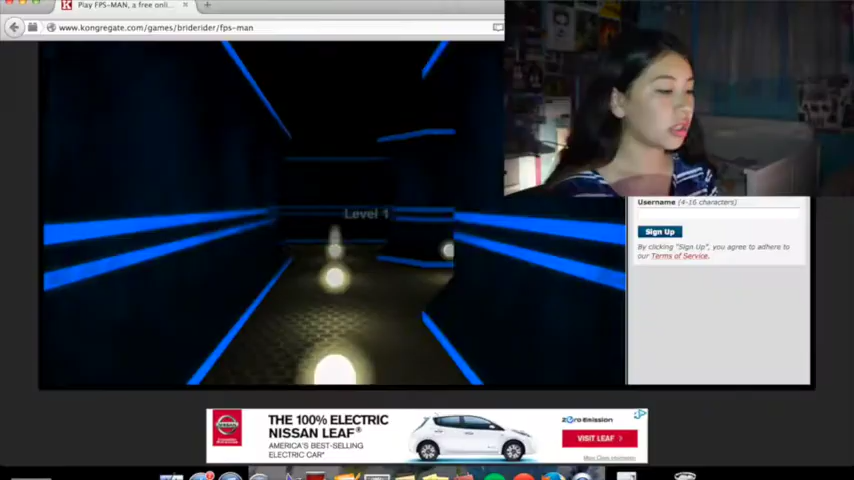 Play FPS-MAN, a free onli...
www.kongregate.com/games/briderider/fps-man
Level 1
Username (4-16 characters)
Sign Up
By clicking "Sign Up", you agree to adhere to
our Terms of Service.
THE 100% ELECTRIC
NISSAN LEAF®
AMERICA'S BEST-SELLING
ELECTRIC CAR*
Zero Emission
VISIT LEAF >